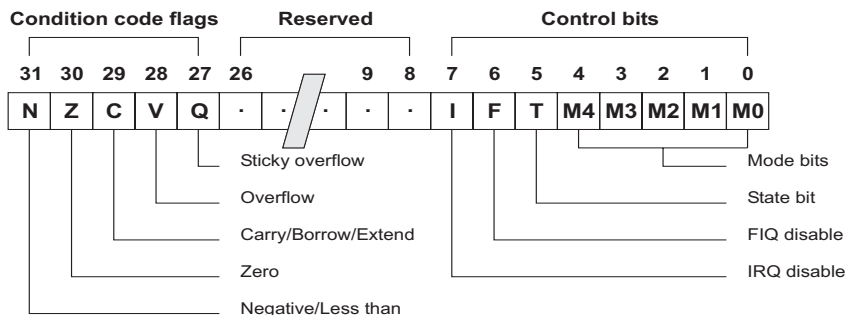 Condition code flags Reserved Control bits
31 30 29 28 27 26 9 8 7 6 5 4 3 2 1 0
N Z C V Q · · · · · I F T M4 M3 M2 M1 M0
Sticky overflow Mode bits
Overflow State bit
Carry/Borrow/Extend FIQ disable
Zero IRQ disable
Negative/Less than